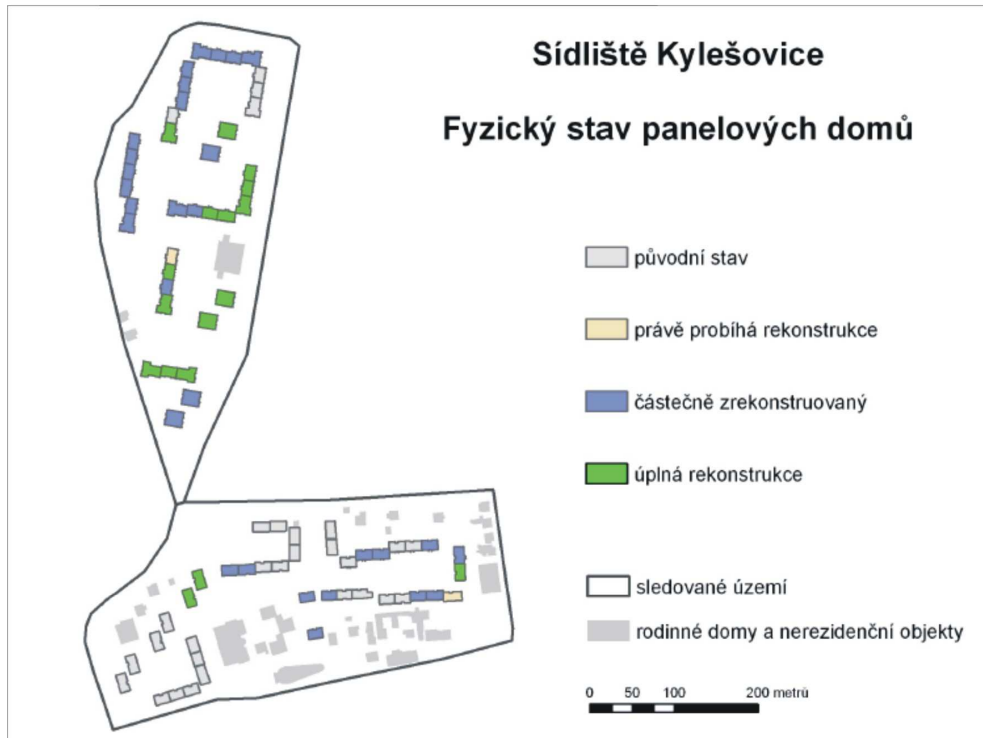 Sídliště Kylešovice
Fyzický stav panelových domů
původní stav
právě probíhá rekonstrukce
částečně zrekonstruovaný
úplná rekonstrukce
sledované území
rodinné domy a nerezidenční objekty
0 50 100 200 metrů